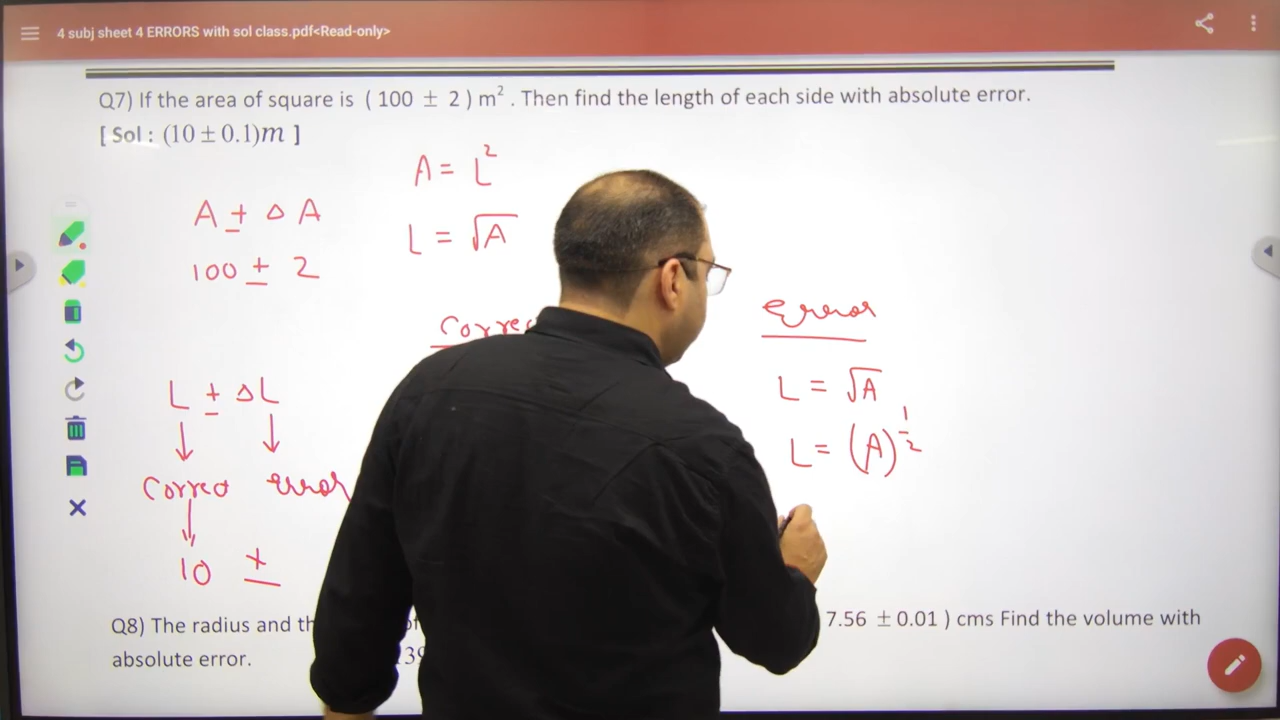 4 subj sheet 4 ERRORS with sol class.pdf<Read-only>
Q7) If the area of square is ( 100 ± 2 ) m². Then find the length of each side with absolute error.
[ Sol : (10 ± 0.1)m ]
A = L²
A ± Δ A
L = √A
100 ± 2
Error
L ± ΔL
L = √A
L = (A)^1/2
Correct error
10 ±
Q8) The radius and 7.56 ± 0.01 ) cms Find the volume with
absolute error.